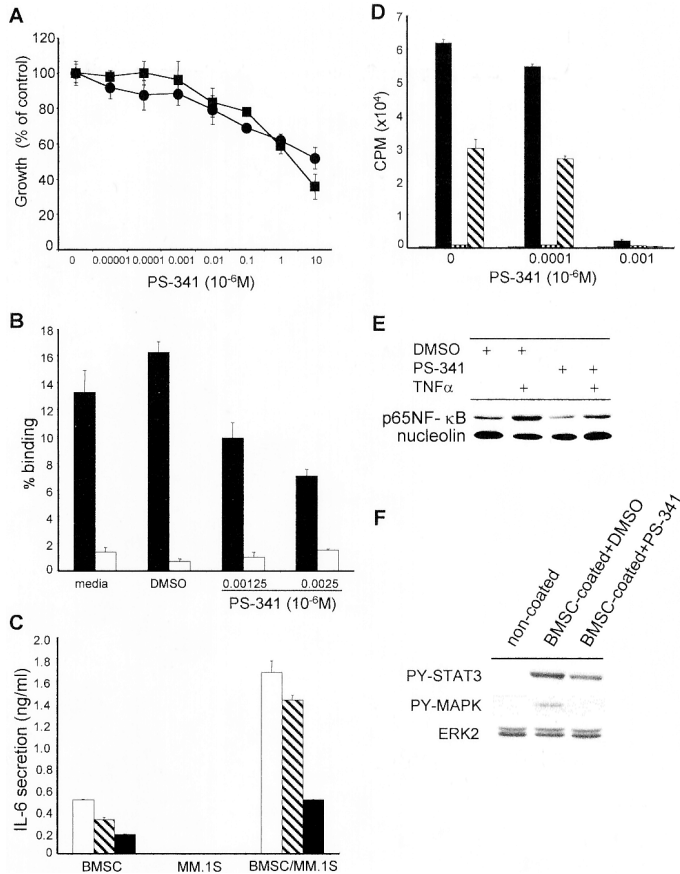 A
120
100
80
60
40
20
0
Growth (% of control)
0 0.00001 0.0001 0.001 0.01 0.1 1 10
PS-341 (10-6M)
B
18
16
14
12
10
8
6
4
2
0
% binding
media DMSO 0.00125 0.0025
PS-341 (10-6M)
C
2.0
1.8
1.6
1.4
1.2
1.0
0.8
0.6
0.4
0.2
0
IL-6 secretion (ng/ml)
BMSC MM.1S BMSC/MM.1S
D
7
6
5
4
3
2
1
0
CPM (x10⁴)
0 0.0001 0.001
PS-341 (10-6M)
E
DMSO + +
PS-341 + +
TNFα + +
p65NF- κB
nucleolin
F
non-coated
BMSC-coated+DMSO
BMSC-coated+PS-341
PY-STAT3
PY-MAPK
ERK2